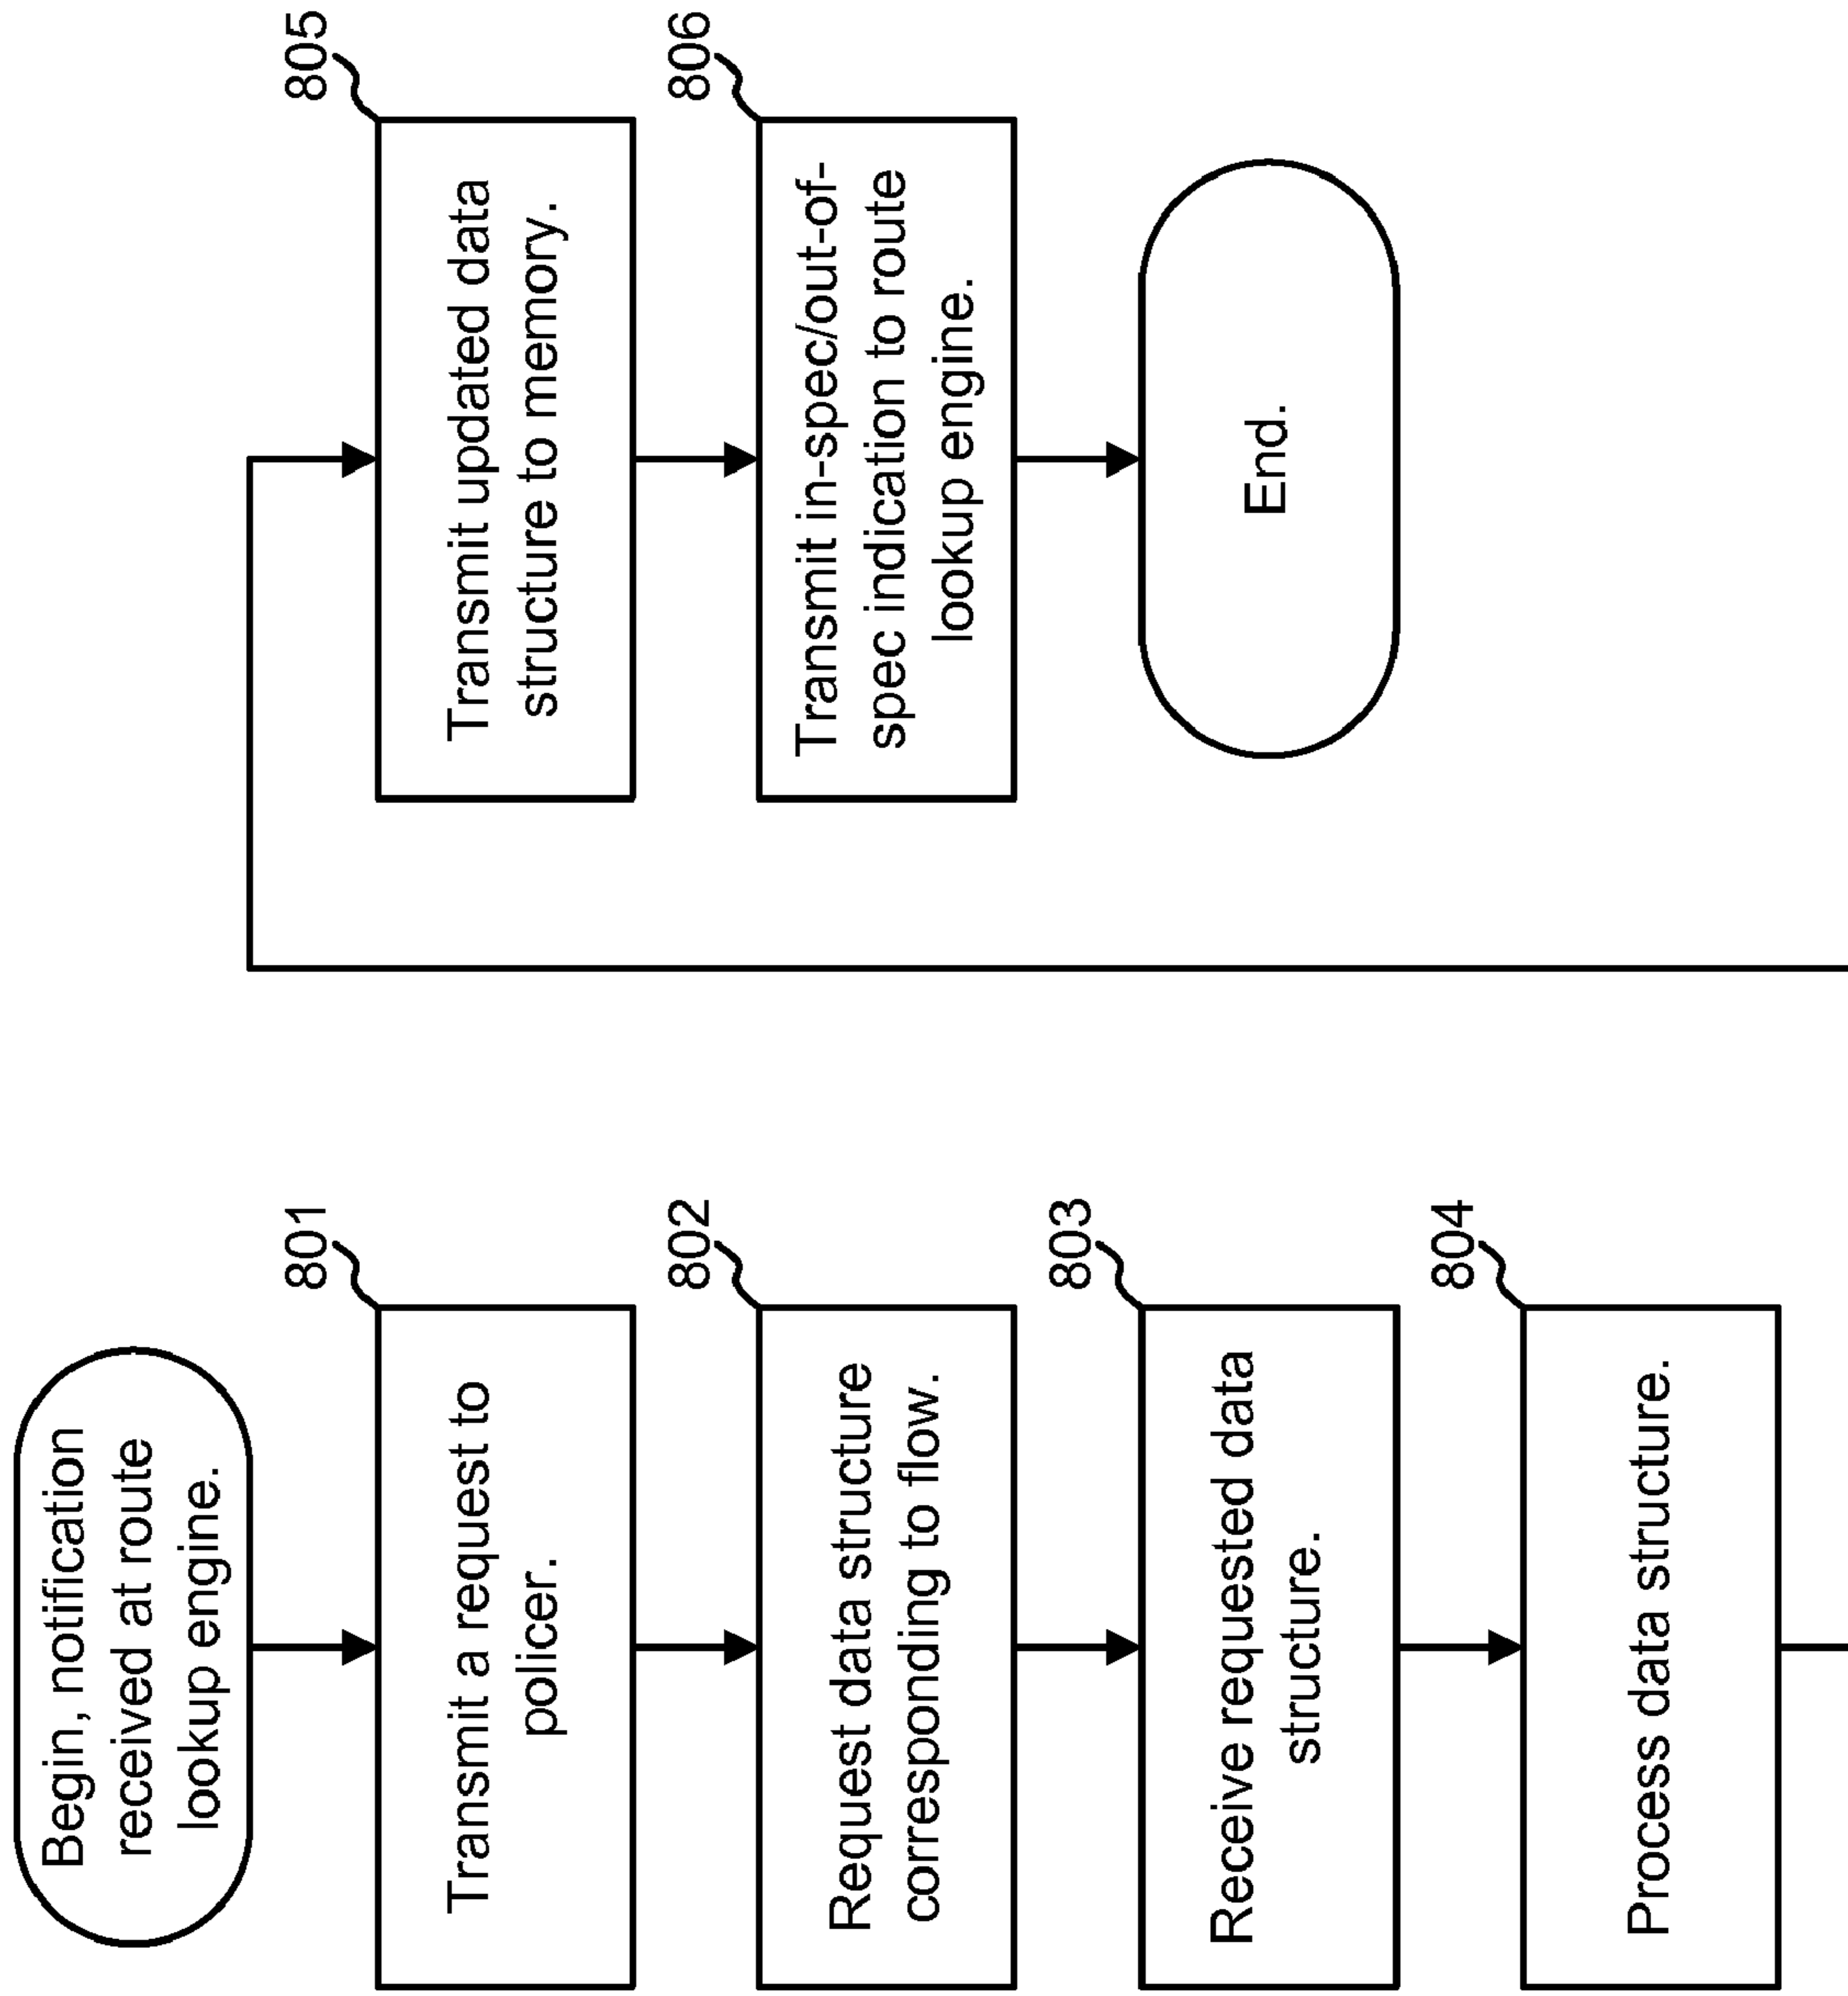 Begin, notification
received at route
lookup engine.
801
Transmit a request to
policer.
802
Request data structure
corresponding to flow.
803
Receive requested data
structure.
804
Process data structure.
805
Transmit updated data
structure to memory.
806
Transmit in-spec/out-of-
spec indication to route
lookup engine.
End.